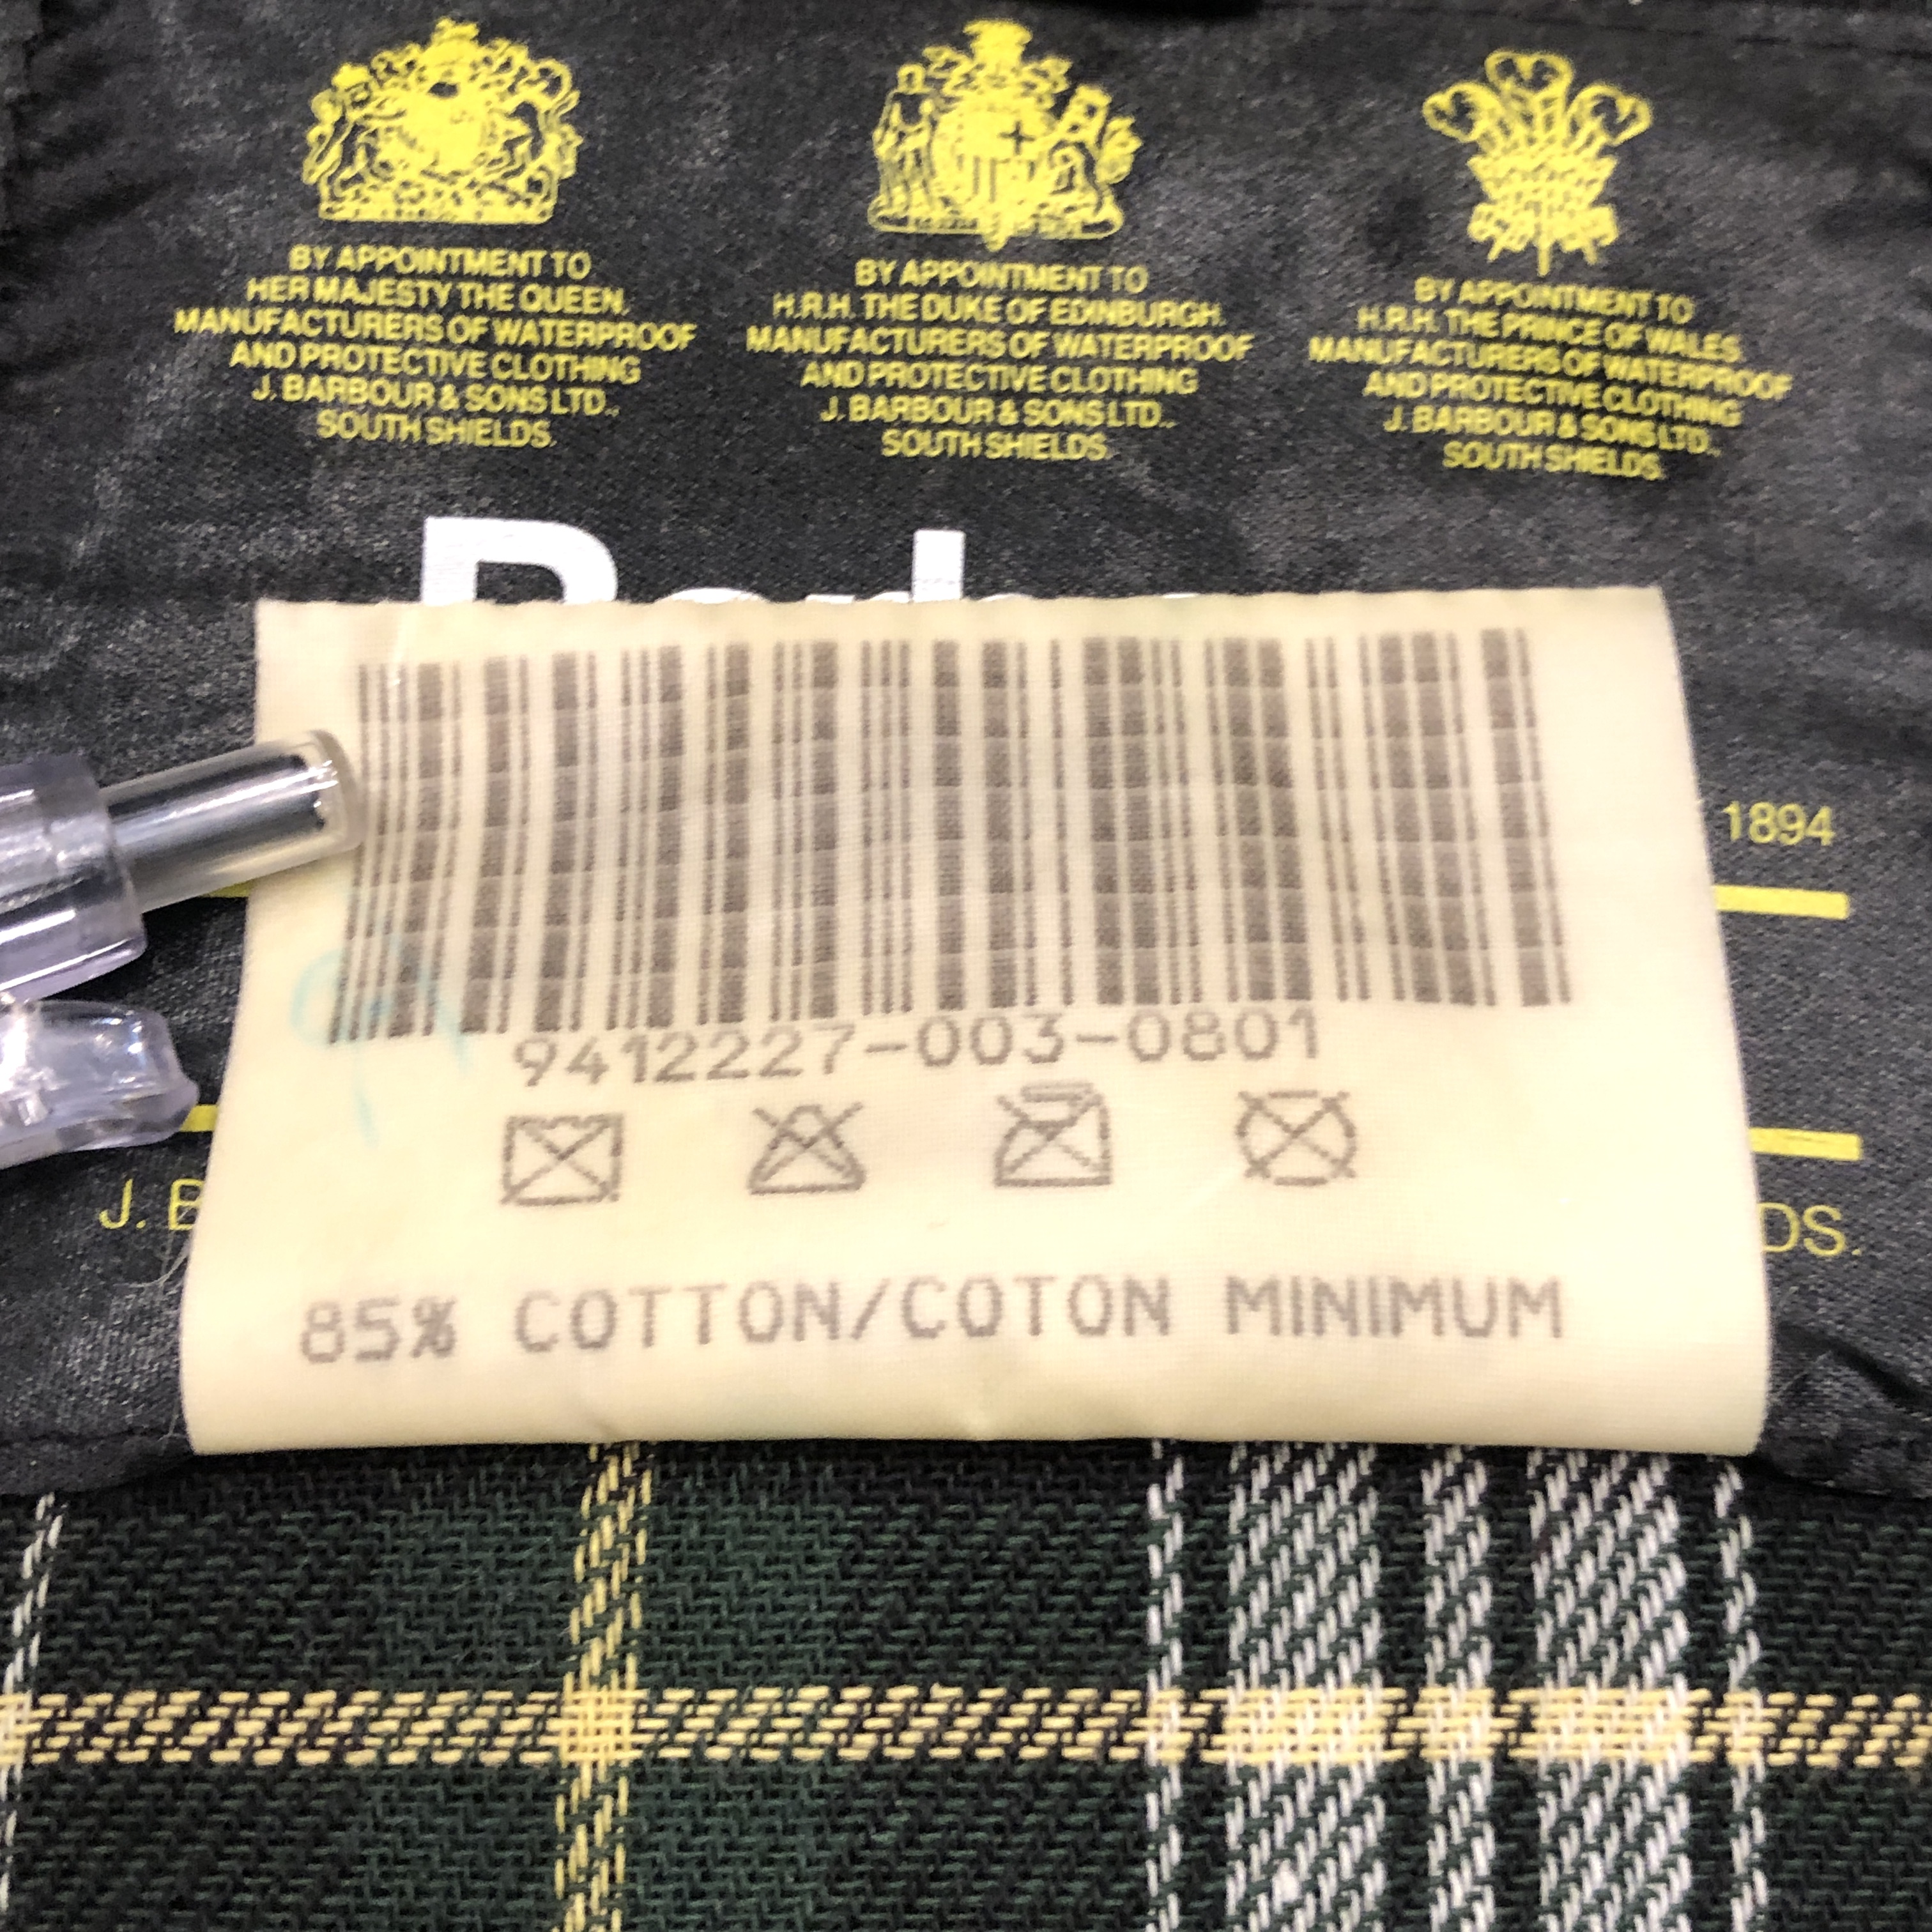 BY APPOINTMENT TO
HER MAJESTY THE QUEEN.
MANUFACTURERS OF WATERPROOF
AND PROTECTIVE CLOTHING
J. BARBOUR & SONS LTD.,
SOUTH SHIELDS.
BY APPOINTMENT TO
H.R.H. THE DUKE OF EDINBURGH.
MANUFACTURERS OF WATERPROOF
AND PROTECTIVE CLOTHING
J. BARBOUR & SONS LTD.,
SOUTH SHIELDS.
BY APPOINTMENT TO
H.R.H. THE PRINCE OF WALES.
MANUFACTURERS OF WATERPROOF
AND PROTECTIVE CLOTHING
J. BARBOUR & SONS LTD.,
SOUTH SHIELDS.
1894
9412227-003-0801
J. B
DS.
85% COTTON/COTON MINIMUM